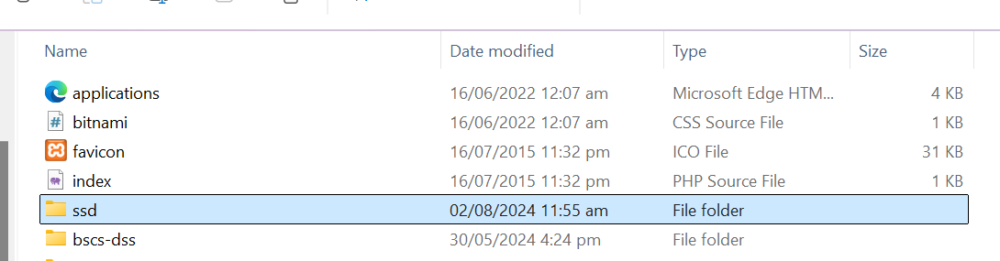 Name Date modified Type Size
applications 16/06/2022 12:07 am Microsoft Edge HTM... 4 KB
bitnami 16/06/2022 12:07 am CSS Source File 1 KB
favicon 16/07/2015 11:32 pm ICO File 31 KB
index 16/07/2015 11:32 pm PHP Source File 1 KB
ssd 02/08/2024 11:55 am File folder
bscs-dss 30/05/2024 4:24 pm File folder